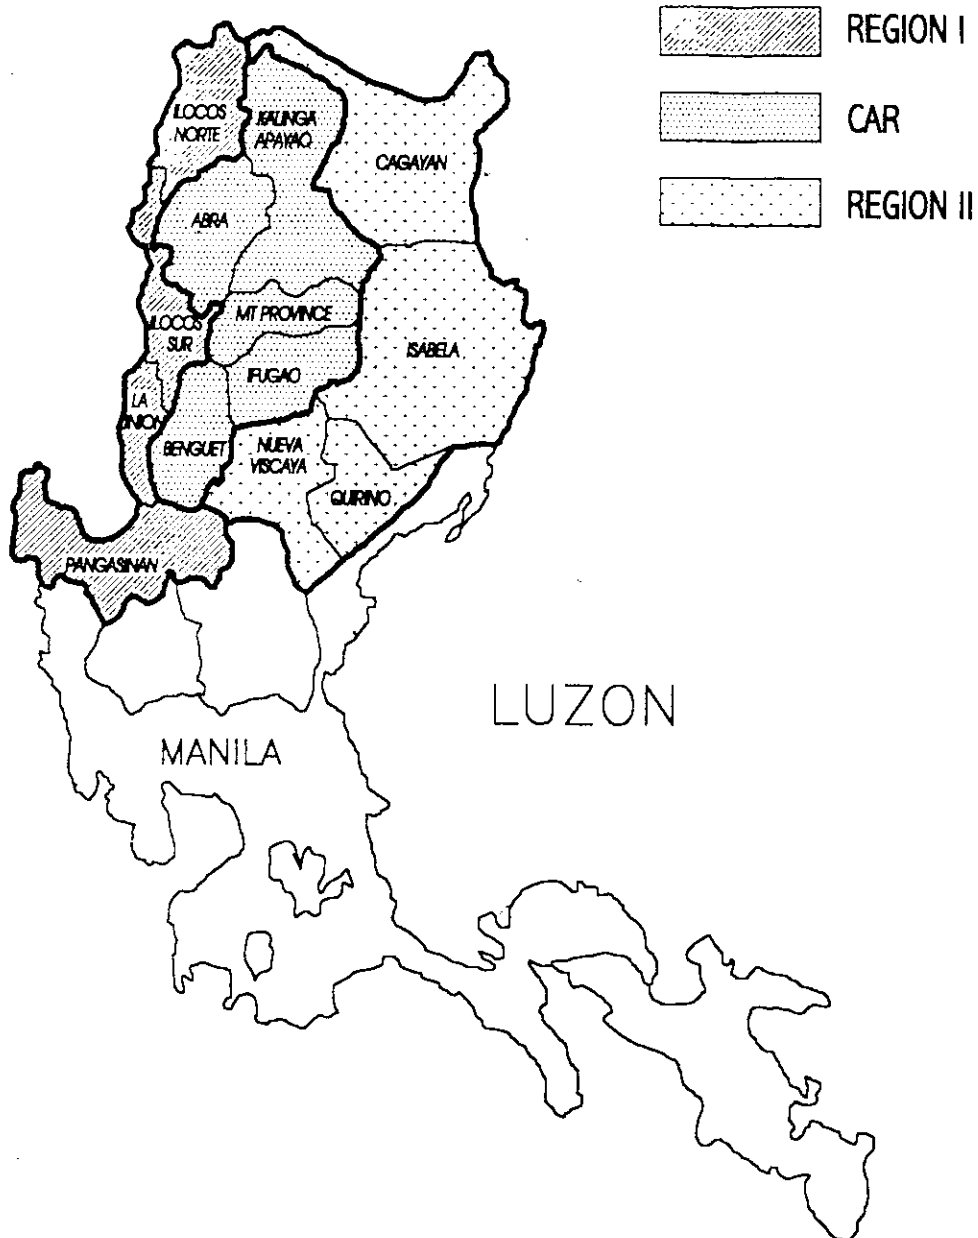 REGION I
CAR
REGION II
ILOCOS
NORTE
KALINGA
APAYAO
CAGAYAN
ABRA
MT PROVINCE
ILOCOS
SUR
ISABELA
IFUGAO
LA
UNION
BENGUET
NUEVA
VISCAYA
QUIRINO
PANGASINAN
LUZON
MANILA